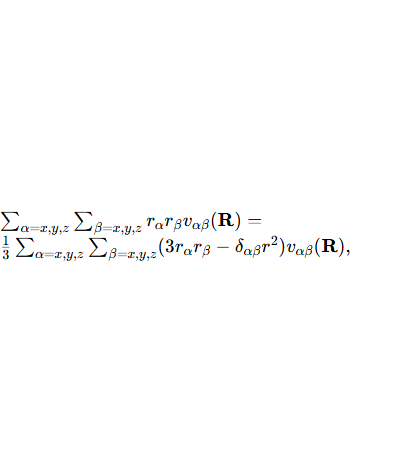 ∑_{α=x,y,z} ∑_{β=x,y,z} r_α r_β v_{αβ}(𝐑) =
1/3 ∑_{α=x,y,z} ∑_{β=x,y,z} (3r_α r_β − δ_{αβ} r²) v_{αβ}(𝐑),